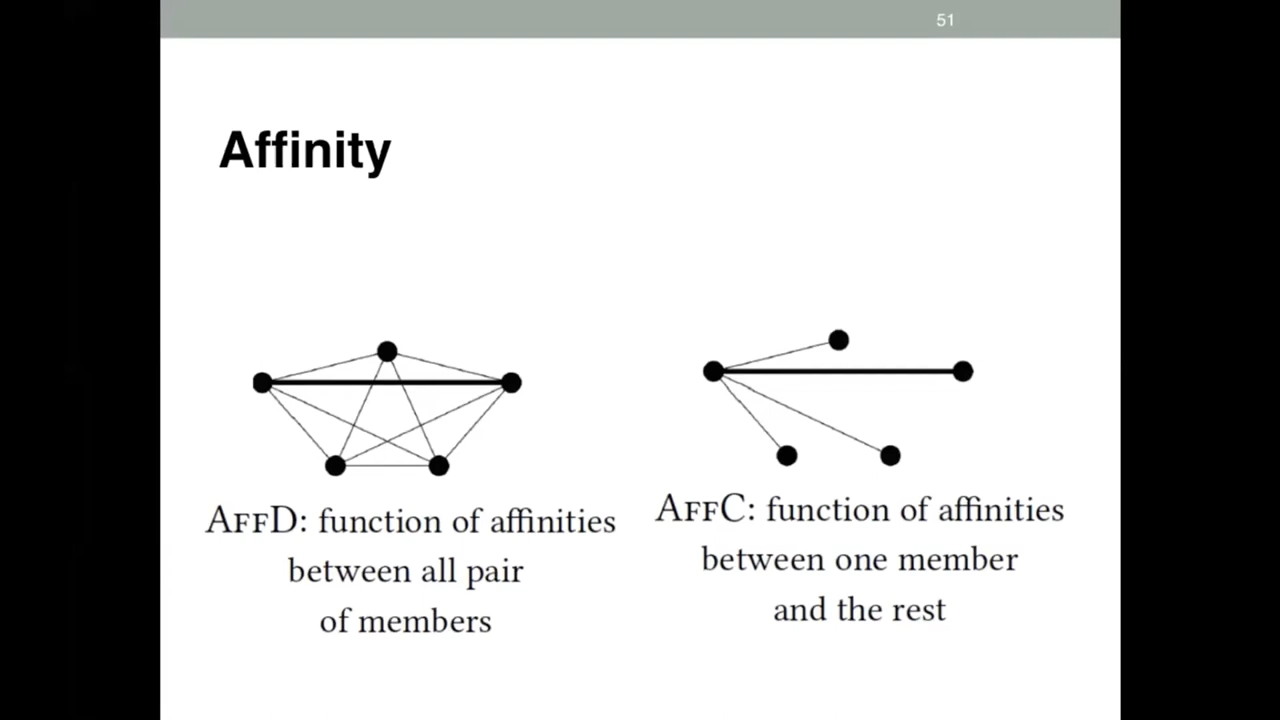 51
Affinity
AFFD: function of affinities
between all pair
of members
AFFC: function of affinities
between one member
and the rest